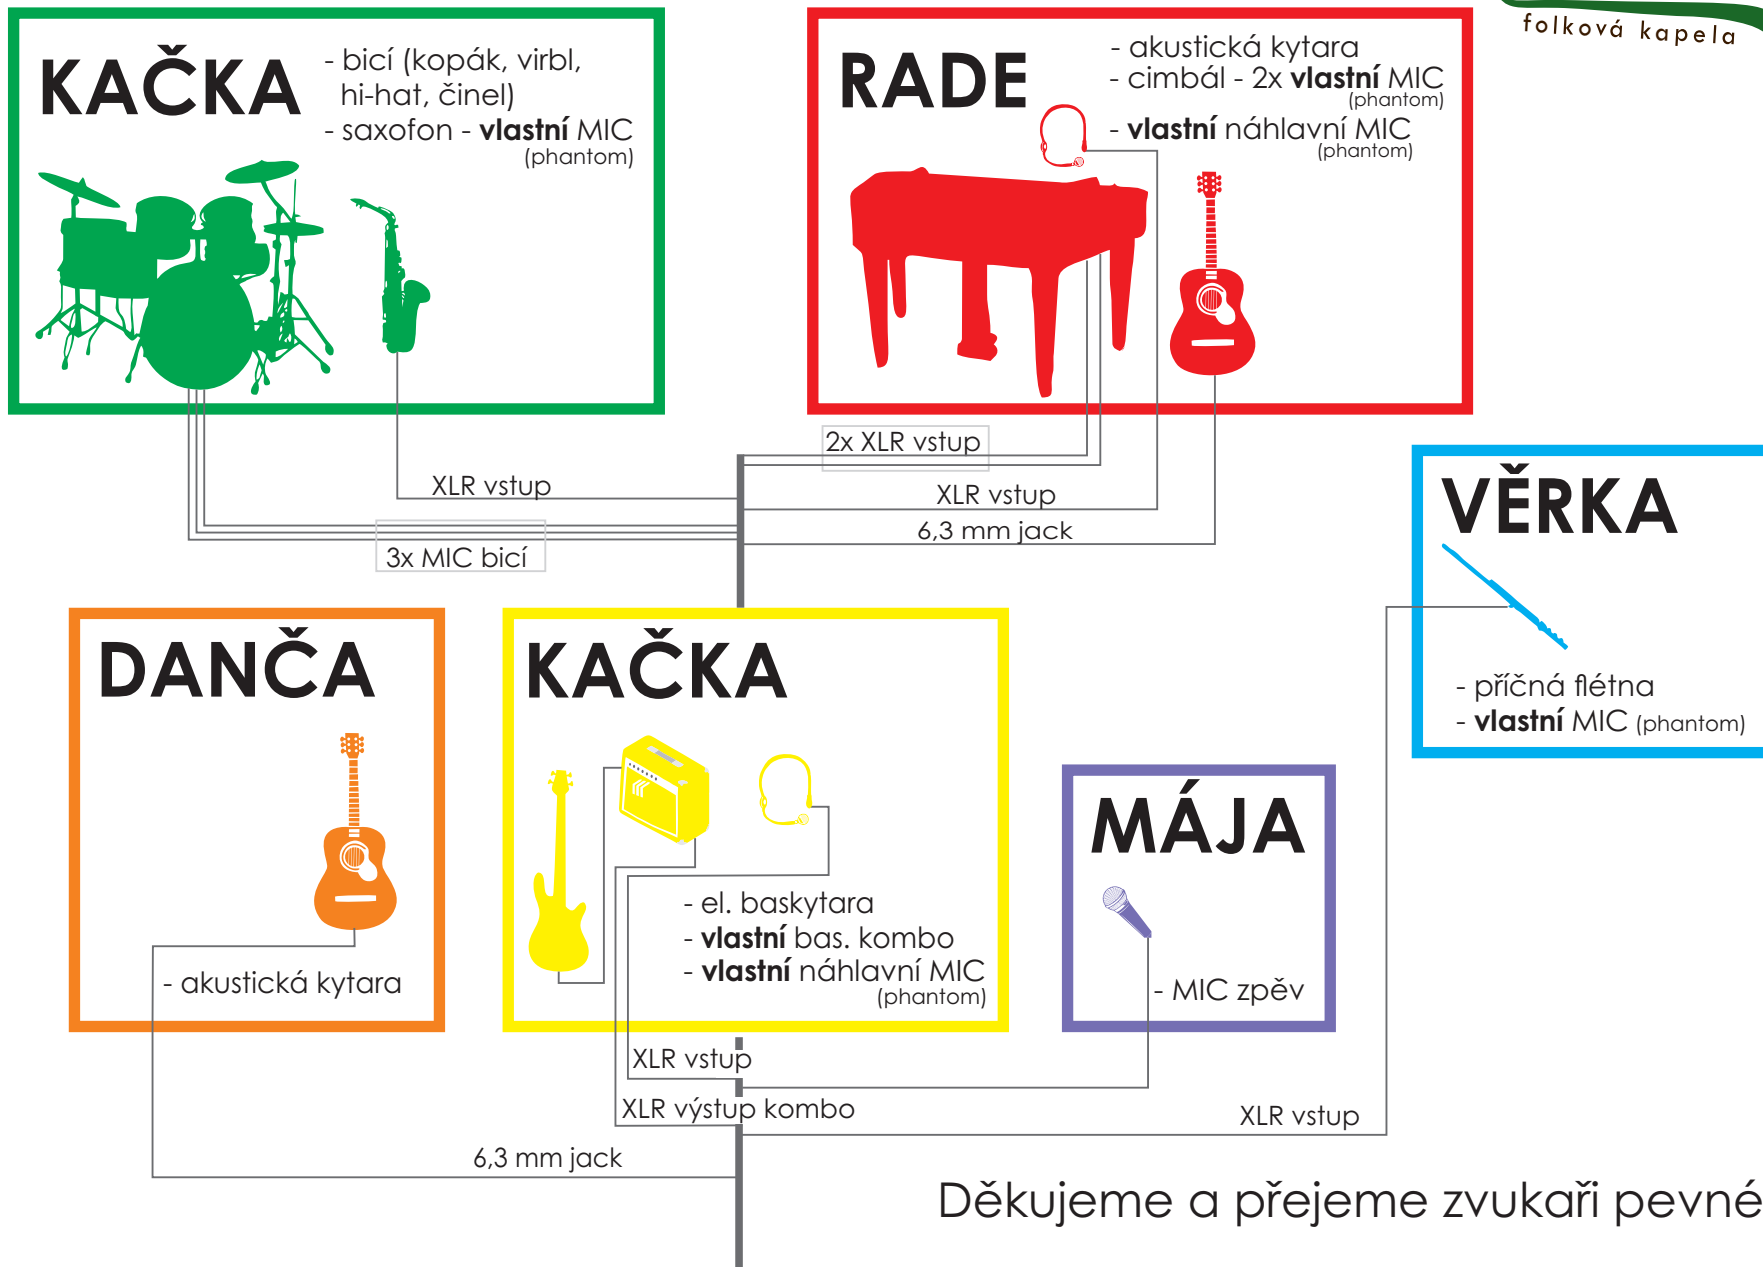 folková kapela
KAČKA
- bicí (kopák, virbl,
hi-hat, činel)
- saxofon - vlastní MIC
(phantom)
RADE
- akustická kytara
- cimbál - 2x vlastní MIC
(phantom)
- vlastní náhlavní MIC
(phantom)
2x XLR vstup
XLR vstup
XLR vstup
6,3 mm jack
3x MIC bicí
VĚRKA
- příčná flétna
- vlastní MIC (phantom)
DANČA
- akustická kytara
KAČKA
- el. baskytara
- vlastní bas. kombo
- vlastní náhlavní MIC
(phantom)
MÁJA
- MIC zpěv
XLR vstup
XLR výstup kombo
XLR vstup
6,3 mm jack
Děkujeme a přejeme zvukaři pevné